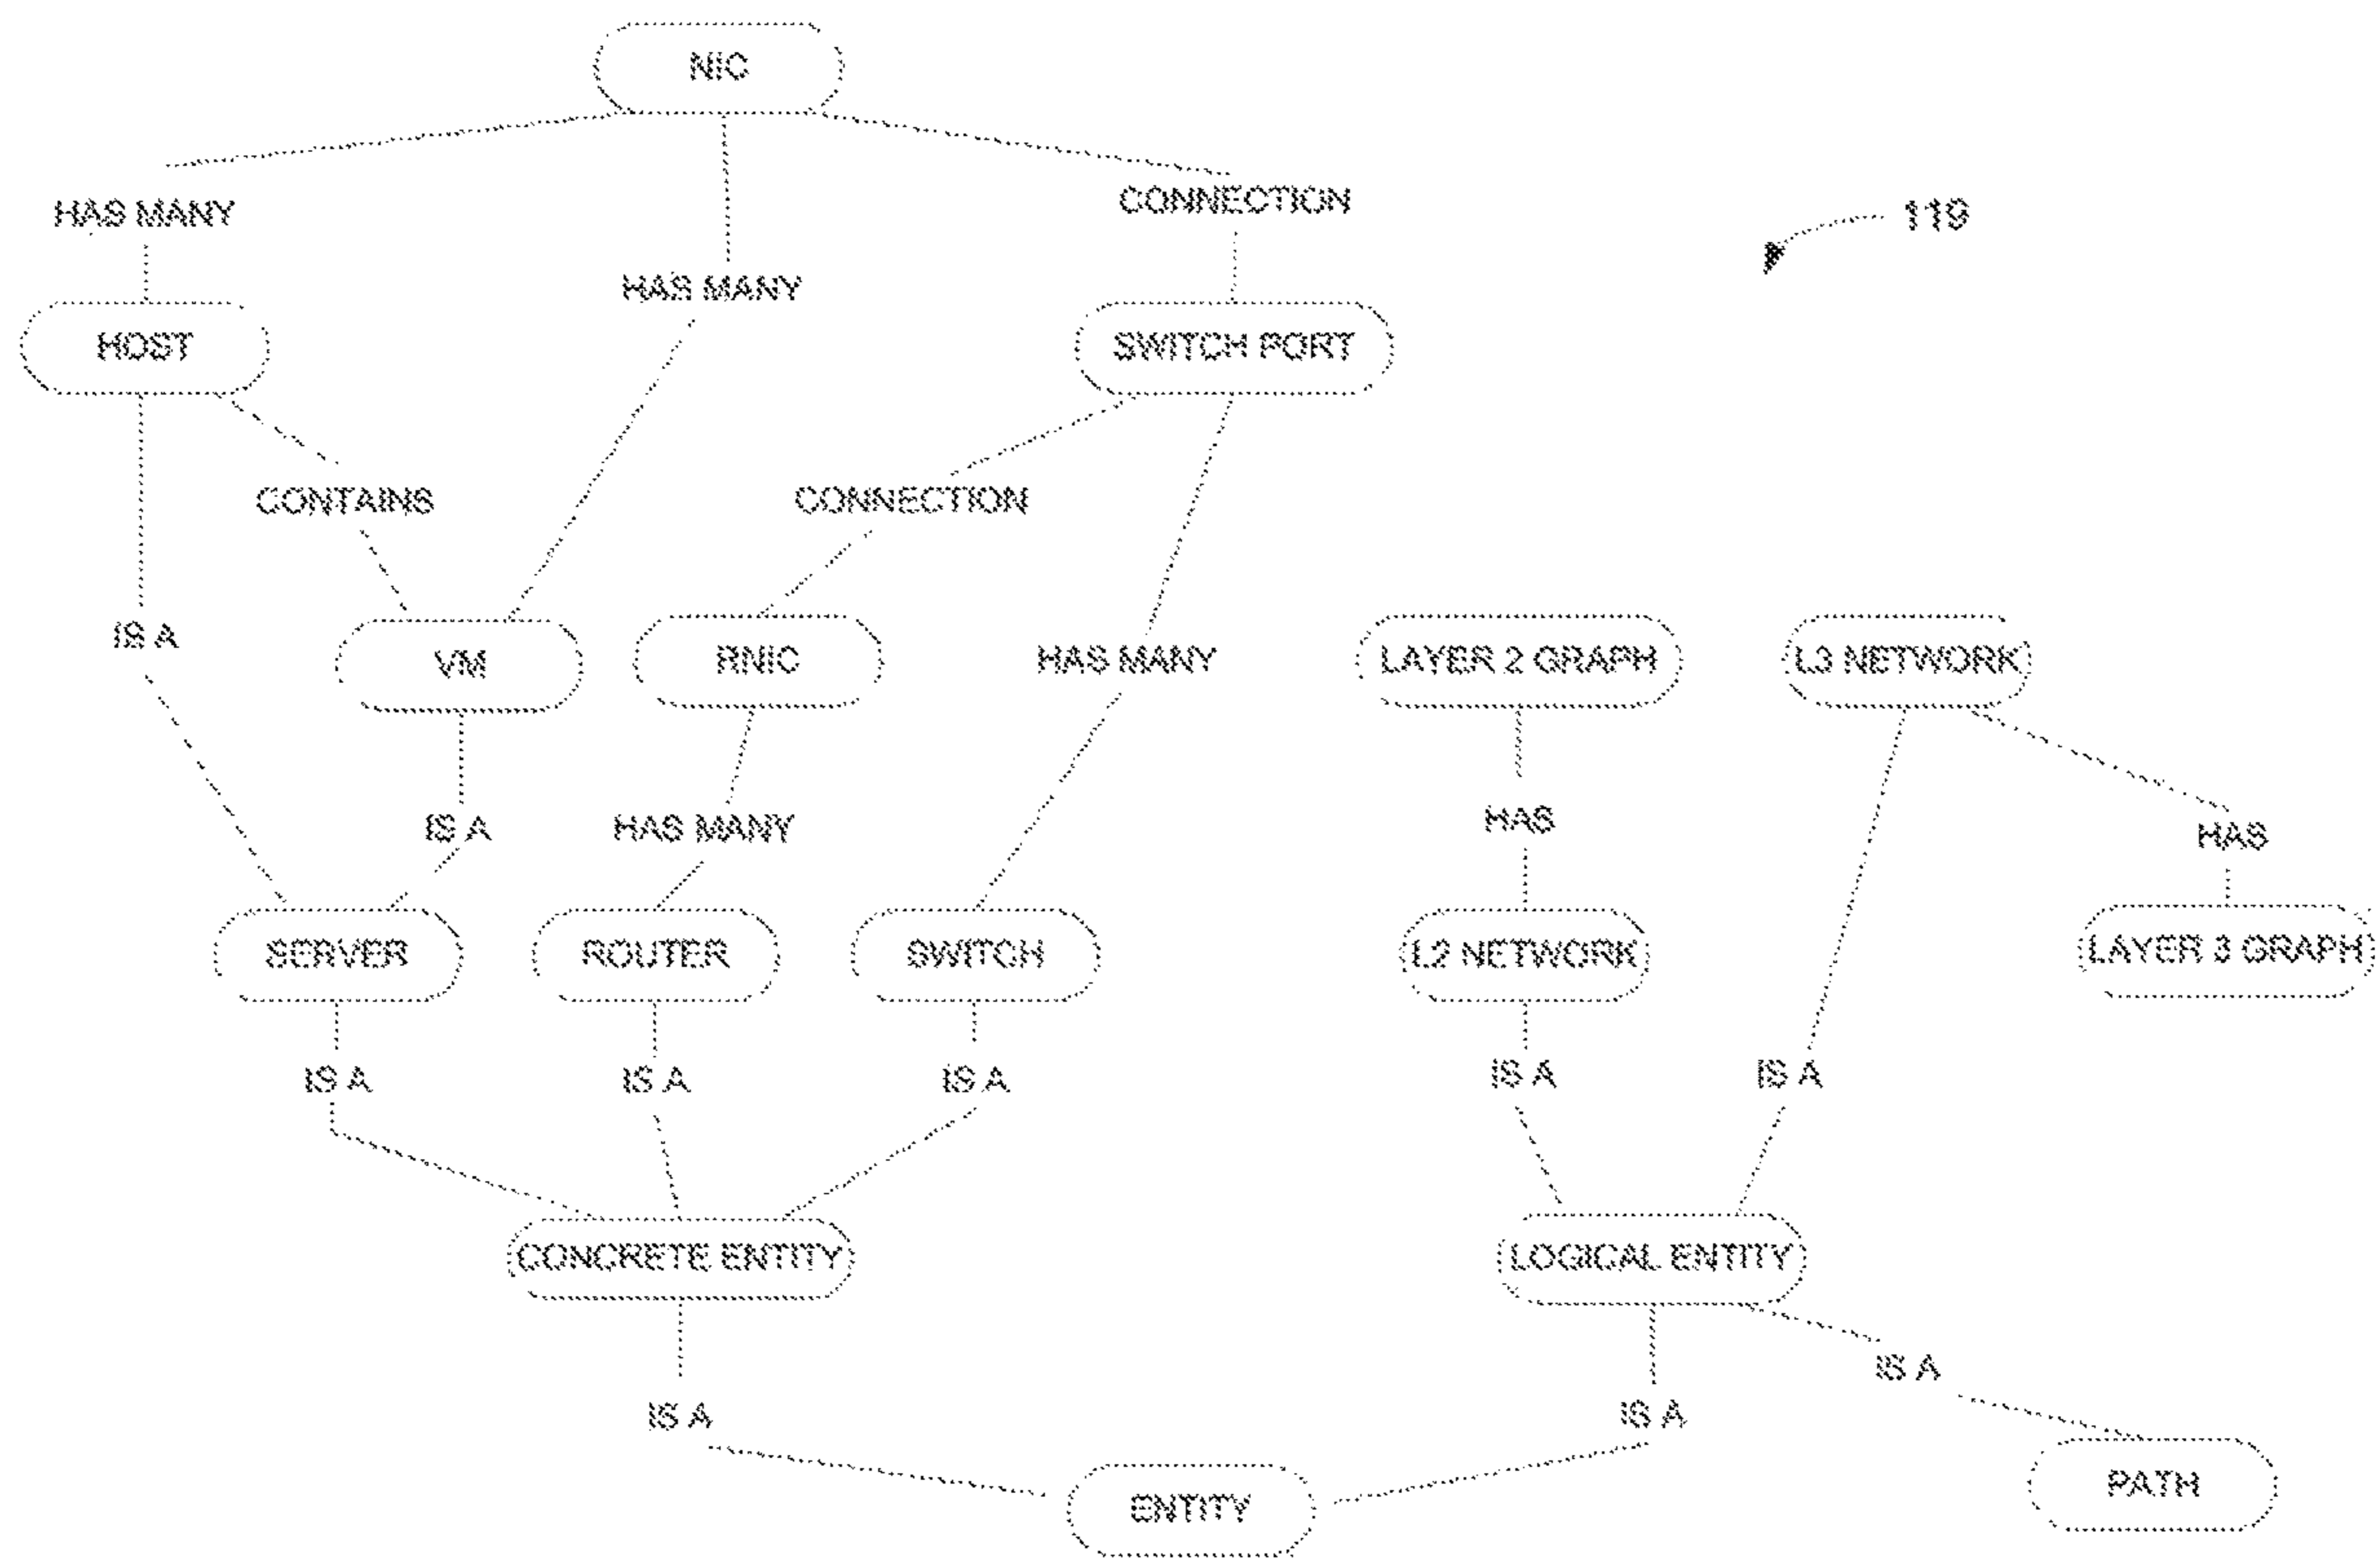 NIC
HAS MANY
CONNECTION
119
HAS MANY
HOST
SWITCH PORT
CONTAINS
CONNECTION
IS A
VM
RNIC
HAS MANY
LAYER 2 GRAPH
L3 NETWORK
IS A
HAS MANY
HAS
HAS
SERVER
ROUTER
SWITCH
L2 NETWORK
LAYER 3 GRAPH
IS A
IS A
IS A
IS A
IS A
CONCRETE ENTITY
LOGICAL ENTITY
IS A
IS A
IS A
ENTITY
PATH